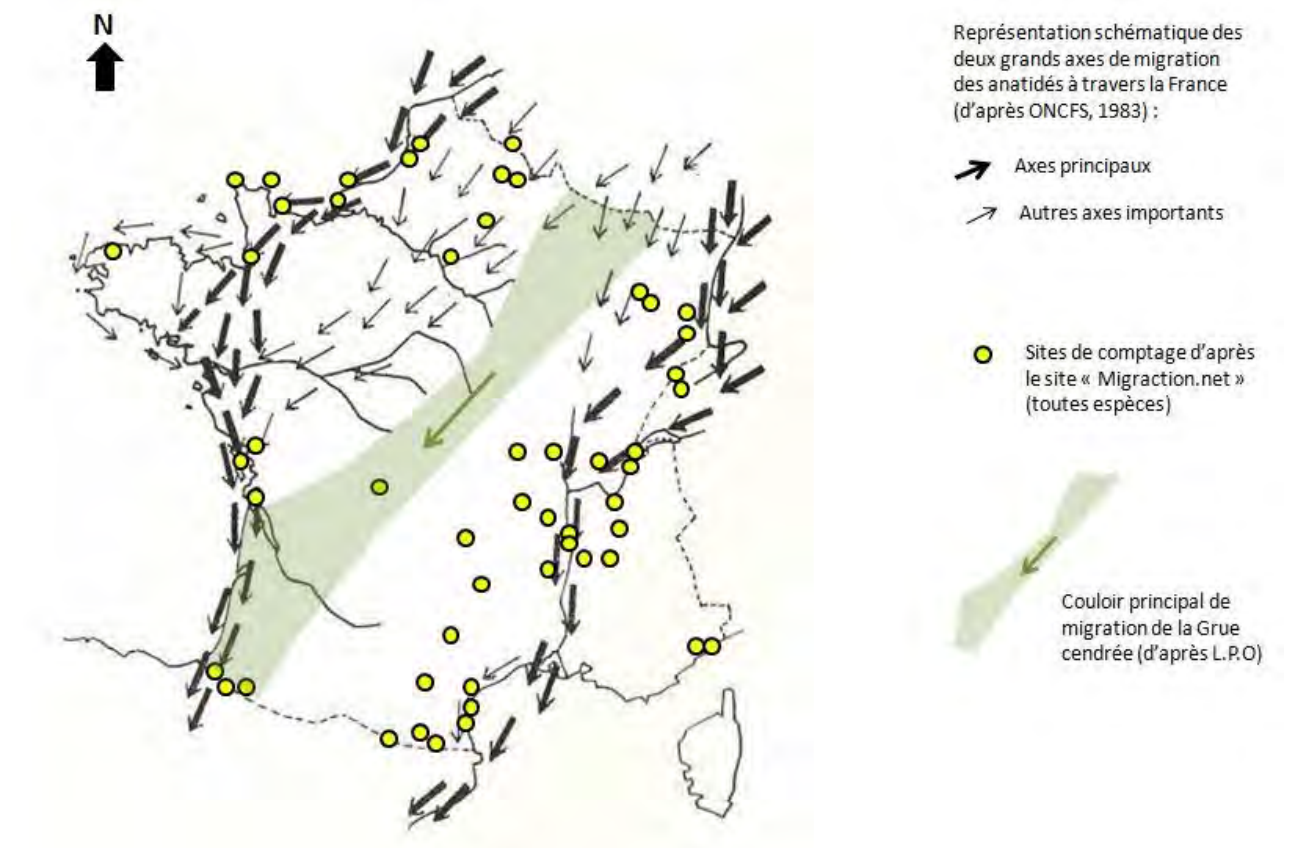 N
Représentation schématique des
deux grands axes de migration
des anatidés à travers la France
(d'après ONCFS, 1983) :
Axes principaux
Autres axes importants
Sites de comptage d'après
le site « Migraction.net »
(toutes espèces)
Couloir principal de
migration de la Grue
cendrée (d'après L.P.O)